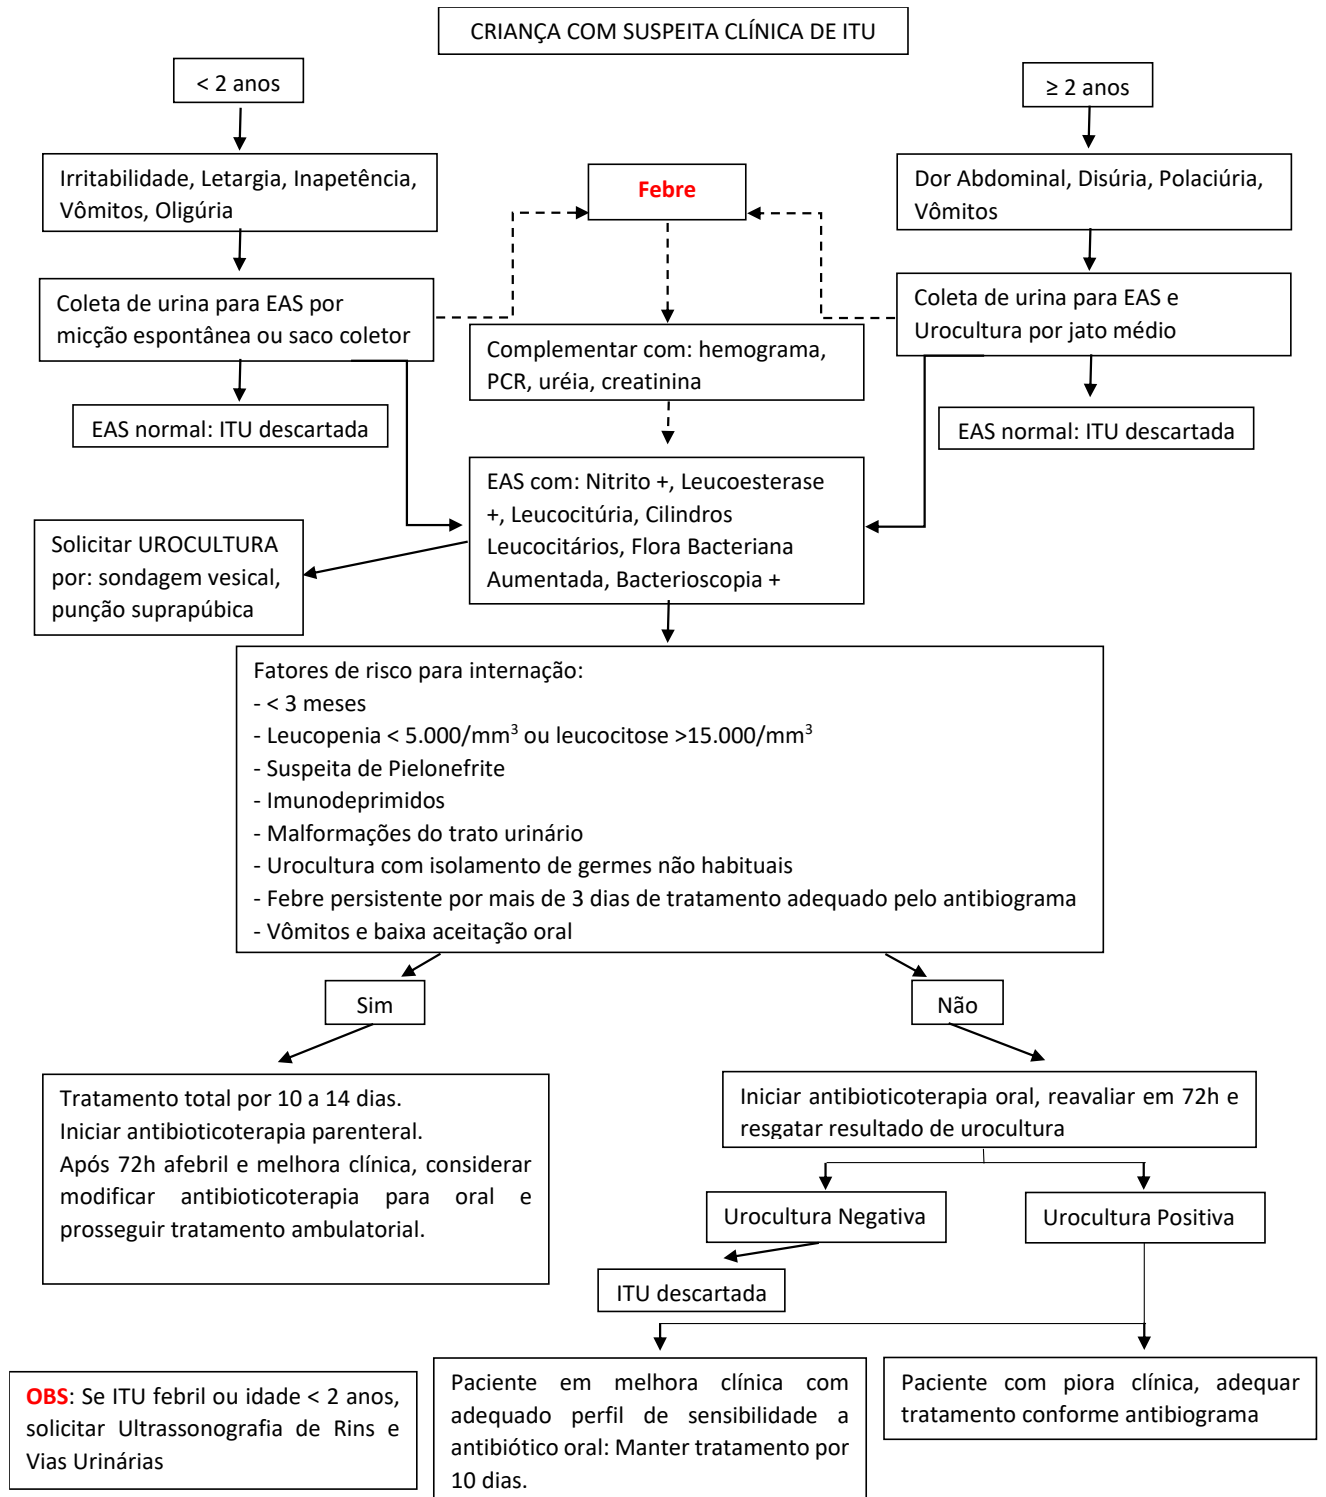 CRIANÇA COM SUSPEITA CLÍNICA DE ITU
< 2 anos
≥ 2 anos
Irritabilidade, Letargia, Inapetência,
Vômitos, Oligúria
Febre
Dor Abdominal, Disúria, Polaciúria,
Vômitos
Coleta de urina para EAS por
micção espontânea ou saco coletor
Coleta de urina para EAS e
Urocultura por jato médio
Complementar com: hemograma,
PCR, uréia, creatinina
EAS normal: ITU descartada
EAS normal: ITU descartada
EAS com: Nitrito +, Leucoesterase
+, Leucocitúria, Cilindros
Leucocitários, Flora Bacteriana
Aumentada, Bacterioscopia +
Solicitar UROCULTURA
por: sondagem vesical,
punção suprapúbica
Fatores de risco para internação:
- < 3 meses
- Leucopenia < 5.000/mm³ ou leucocitose >15.000/mm³
- Suspeita de Pielonefrite
- Imunodeprimidos
- Malformações do trato urinário
- Urocultura com isolamento de germes não habituais
- Febre persistente por mais de 3 dias de tratamento adequado pelo antibiograma
- Vômitos e baixa aceitação oral
Sim
Não
Tratamento total por 10 a 14 dias.
Iniciar antibioticoterapia parenteral.
Após 72h afebril e melhora clínica, considerar
modificar antibioticoterapia para oral e
prosseguir tratamento ambulatorial.
Iniciar antibioticoterapia oral, reavaliar em 72h e
resgatar resultado de urocultura
Urocultura Negativa
Urocultura Positiva
ITU descartada
OBS: Se ITU febril ou idade < 2 anos,
solicitar Ultrassonografia de Rins e
Vias Urinárias
Paciente em melhora clínica com
adequado perfil de sensibilidade a
antibiótico oral: Manter tratamento por
10 dias.
Paciente com piora clínica, adequar
tratamento conforme antibiograma